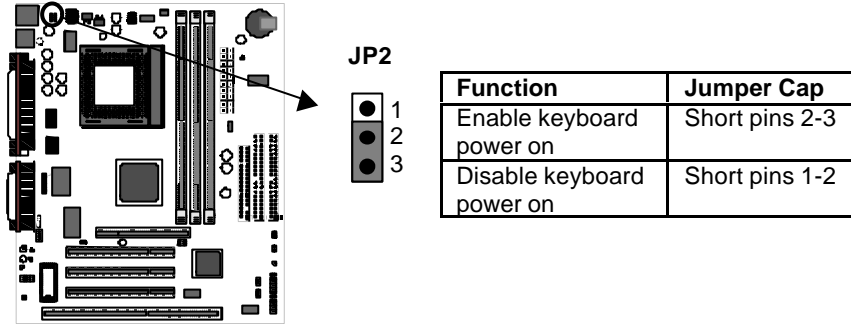 JP2
1
2
3
Function Jumper Cap
Enable keyboard Short pins 2-3
power on
Disable keyboard Short pins 1-2
power on